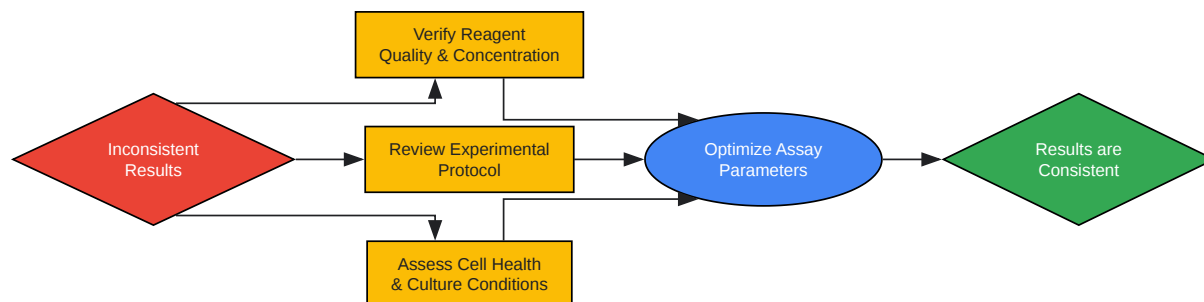 Verify Reagent
Quality & Concentration
Inconsistent
Results
Review Experimental
Protocol
Optimize Assay
Parameters
Results are
Consistent
Assess Cell Health
& Culture Conditions